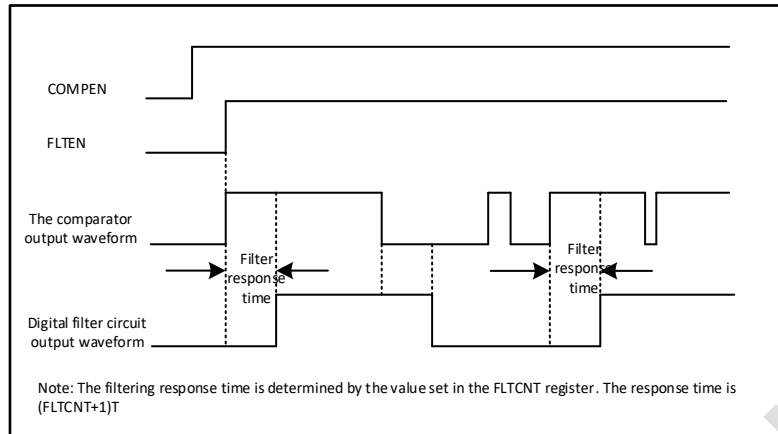 COMPEN
FLTEN
The comparator
output waveform
Filter
response
time
Filter
response
time
Digital filter circuit
output waveform
Note: The filtering response time is determined by the value set in the FLTCNT register. The response time is
(FLTCNT+1)T